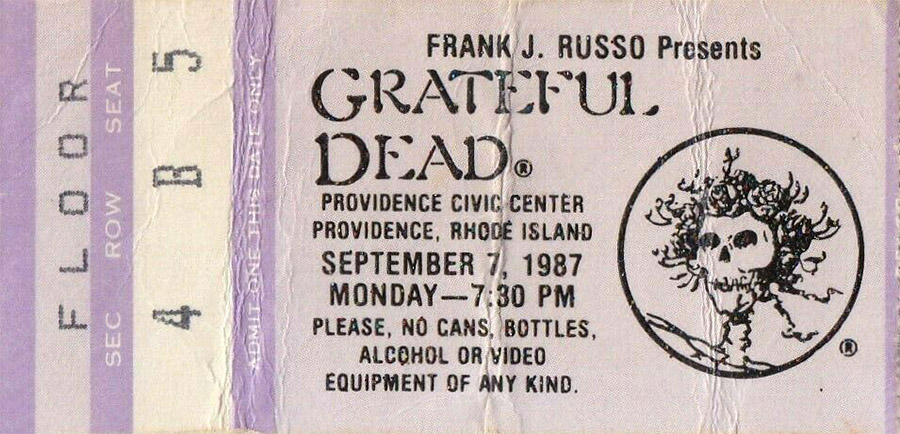 FLOOR
SEC ROW SEAT
4 B 5
ADMIT ONE THIS DATE ONLY
FRANK J. RUSSO Presents
GRATEFUL
DEAD®
PROVIDENCE CIVIC CENTER
PROVIDENCE, RHODE ISLAND
SEPTEMBER 7, 1987
MONDAY—7:30 PM
PLEASE, NO CANS, BOTTLES,
ALCOHOL OR VIDEO
EQUIPMENT OF ANY KIND.
®